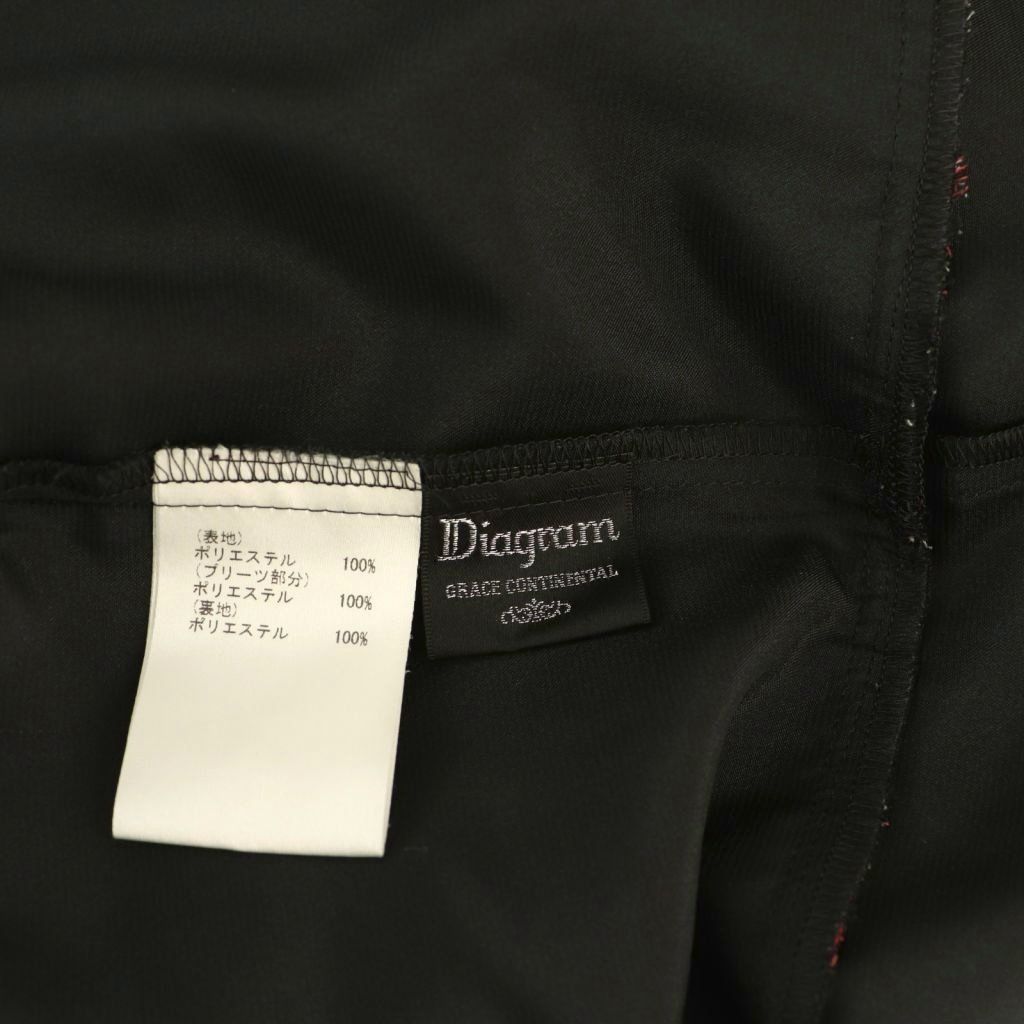 (表地)
ポリエステル 100%
(プリーツ部分)
ポリエステル 100%
(裏地)
ポリエステル 100%
Diagram
GRACE CONTINENTAL